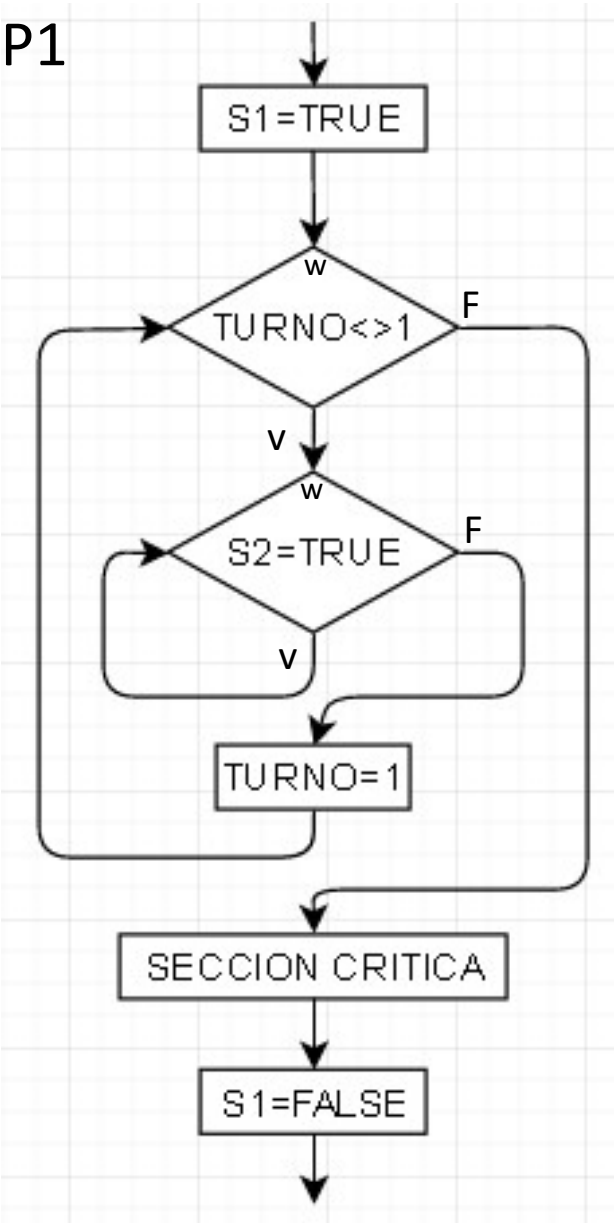 P1
S1=TRUE
w
TURNO<>1
F
v
w
S2=TRUE
F
v
TURNO=1
SECCION CRITICA
S1=FALSE